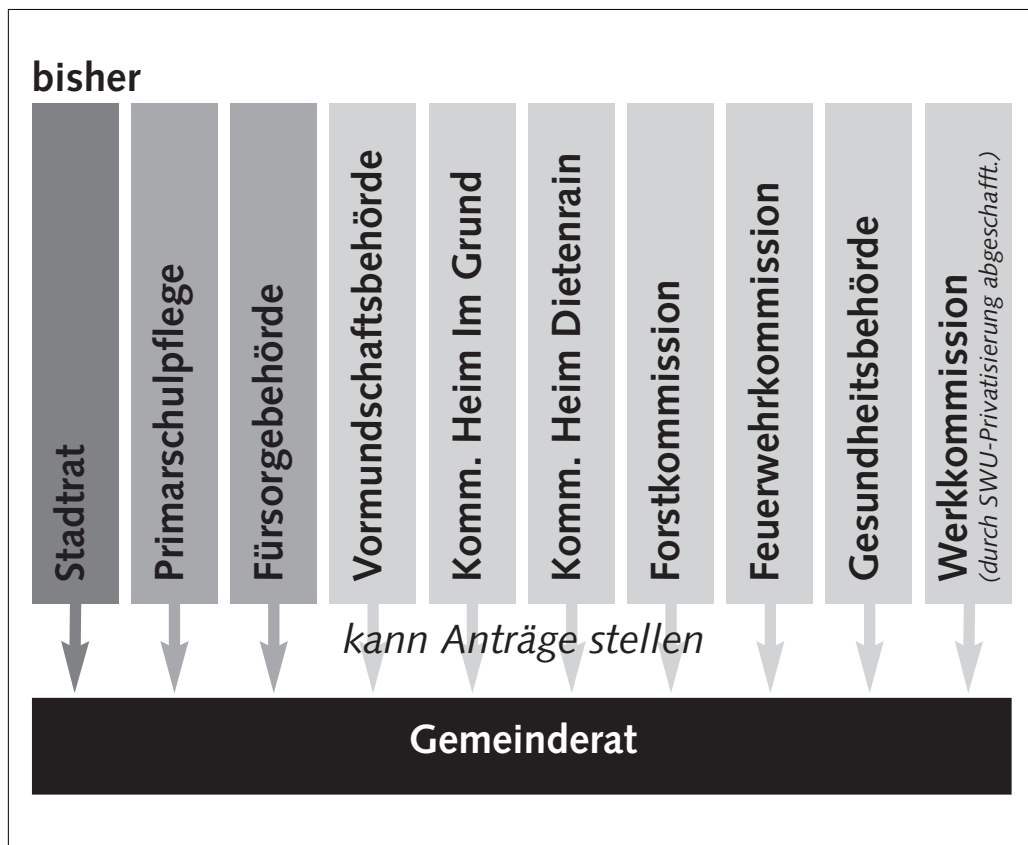 bisher
Stadtrat
Primarschulpflege
Fürsorgebehörde
Vormundschaftsbehörde
Komm. Heim Im Grund
Komm. Heim Dietenrain
Forstkommission
Feuerwehrkommission
Gesundheitsbehörde
Werkkommission
(durch SWU-Privatisierung abgeschafft.)
kann Anträge stellen
Gemeinderat